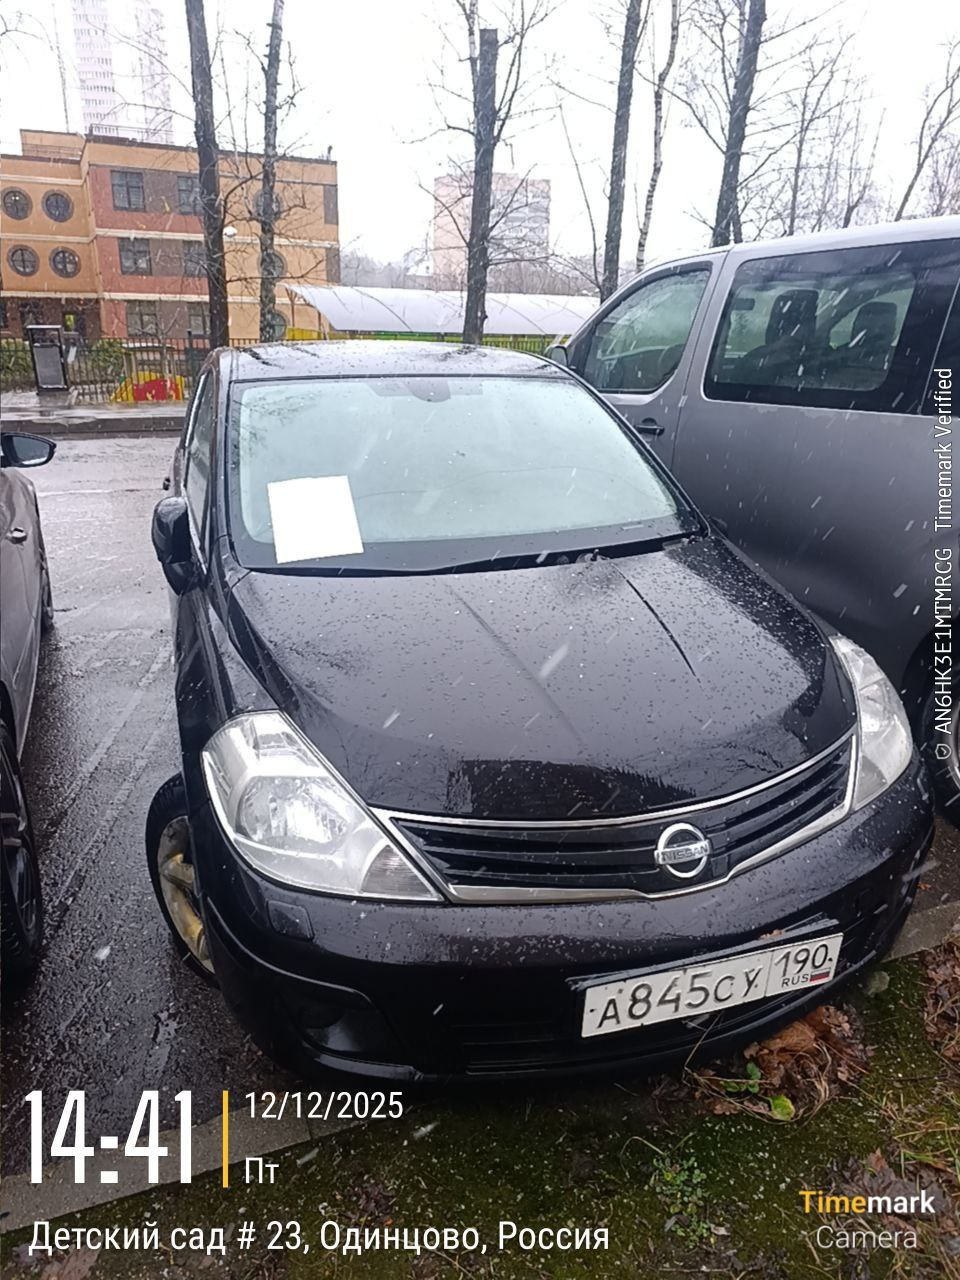 NISSAN
А845СУ 190
RUS
14:41
12/12/2025
Пт
Детский сад # 23, Одинцово, Россия
Timemark
Camera
AN6HK3E1MTMRCG Timemark Verified